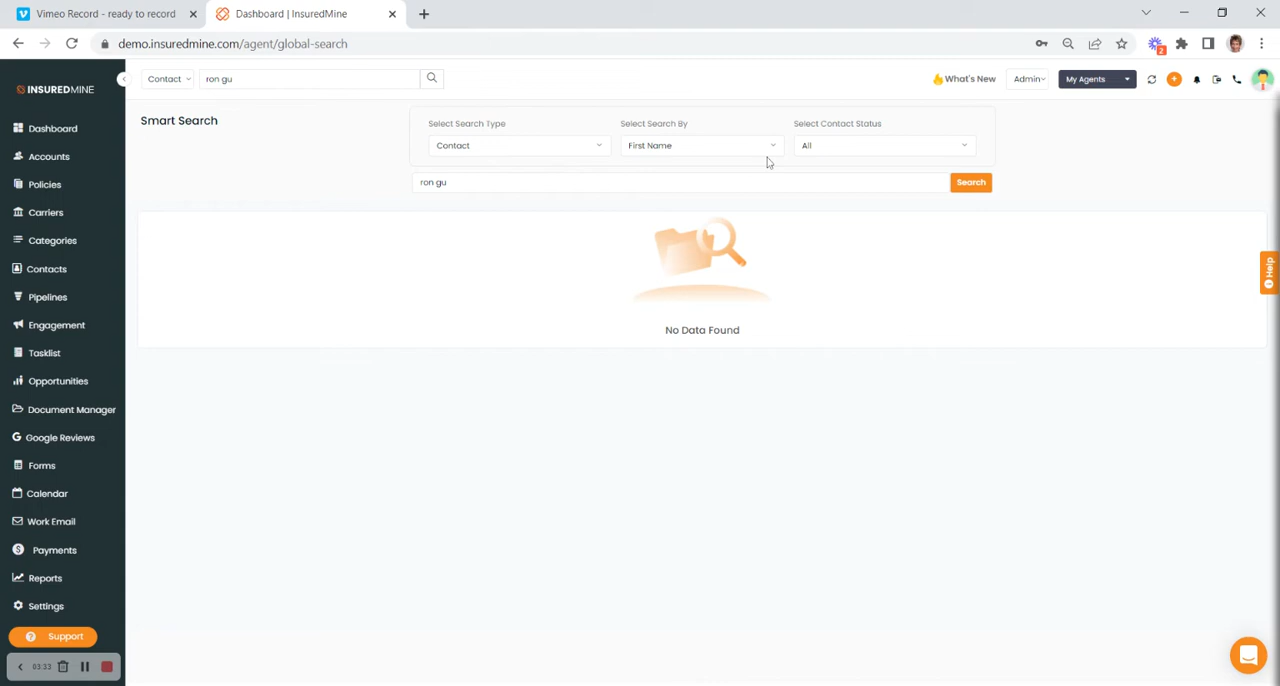 Vimeo Record - ready to record
Dashboard | InsuredMine
demo.insuredmine.com/agent/global-search
2
INSUREDMINE
Contact
ron gu
What's New
Admin
My Agents
Smart Search
Select Search Type
Select Search By
Select Contact Status
Contact
First Name
All
ron gu
Search
No Data Found
Help
Dashboard
Accounts
Policies
Carriers
Categories
Contacts
Pipelines
Engagement
Tasklist
Opportunities
Document Manager
Google Reviews
Forms
Calendar
Work Email
Payments
Reports
Settings
Support
03:33